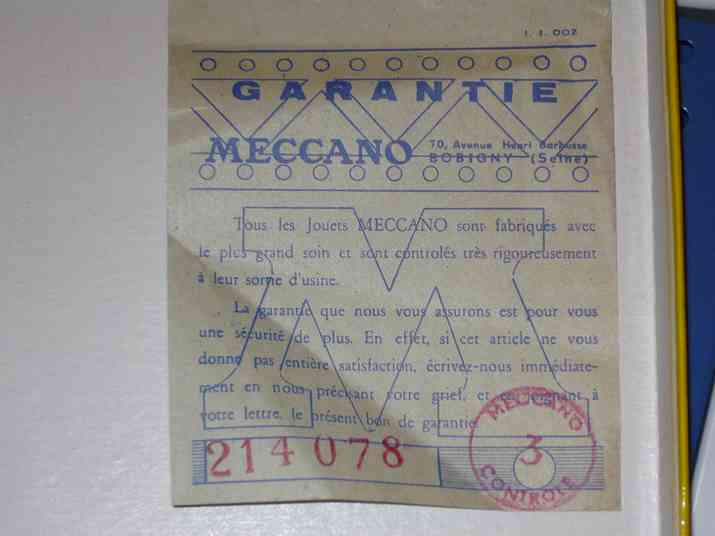 1. I. 002
GARANTIE
MECCANO
70, Avenue Henri Barbusse
BOBIGNY (Seine)
Tous les Jouets MECCANO sont fabriqués avec
le plus grand soin et sont contrôlés très rigoureusement
à leur sortie d'usine.
La garantie que nous vous assurons est pour vous
une sécurité de plus. En effet, si cet article ne vous
donne pas entière satisfaction, écrivez-nous immédiate-
ment en nous précisant votre grief, et en joignant à
votre lettre, le présent bon de garantie
214078
MECCANO
3
CONTROLE